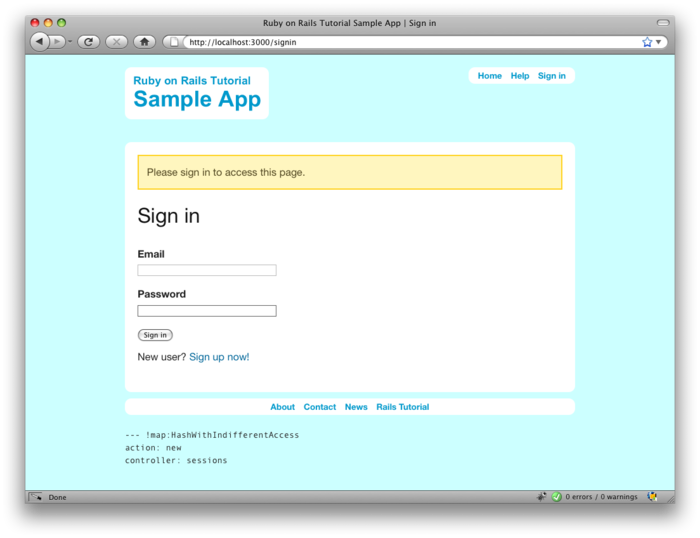 Ruby on Rails Tutorial Sample App | Sign in
http://localhost:3000/signin
Ruby on Rails Tutorial
Sample App
Home Help Sign in
Please sign in to access this page.
Sign in
Email
Password
Sign in
New user? Sign up now!
About Contact News Rails Tutorial
--- !map:HashWithIndifferentAccess
action: new
controller: sessions
Done
0 errors / 0 warnings